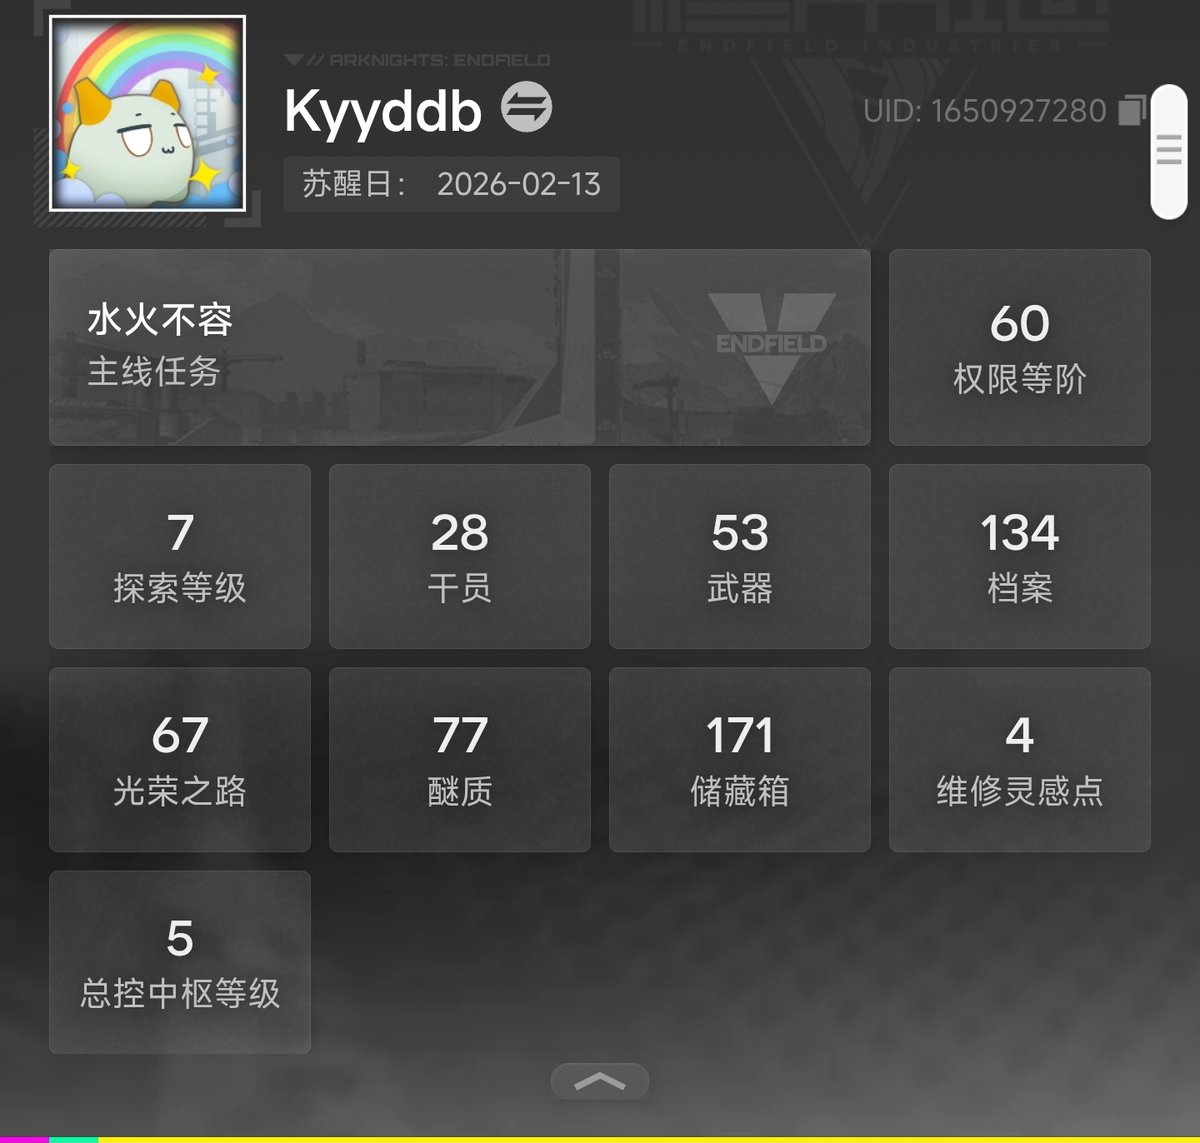 ENDFIELD INDUSTRIES
// ARKNIGHTS: ENDFIELD
Kyyddb
UID: 1650927280
苏醒日： 2026-02-13
水火不容
主线任务
ENDFIELD
60
权限等阶
7
探索等级
28
干员
53
武器
134
档案
67
光荣之路
77
醚质
171
储藏箱
4
维修灵感点
5
总控中枢等级